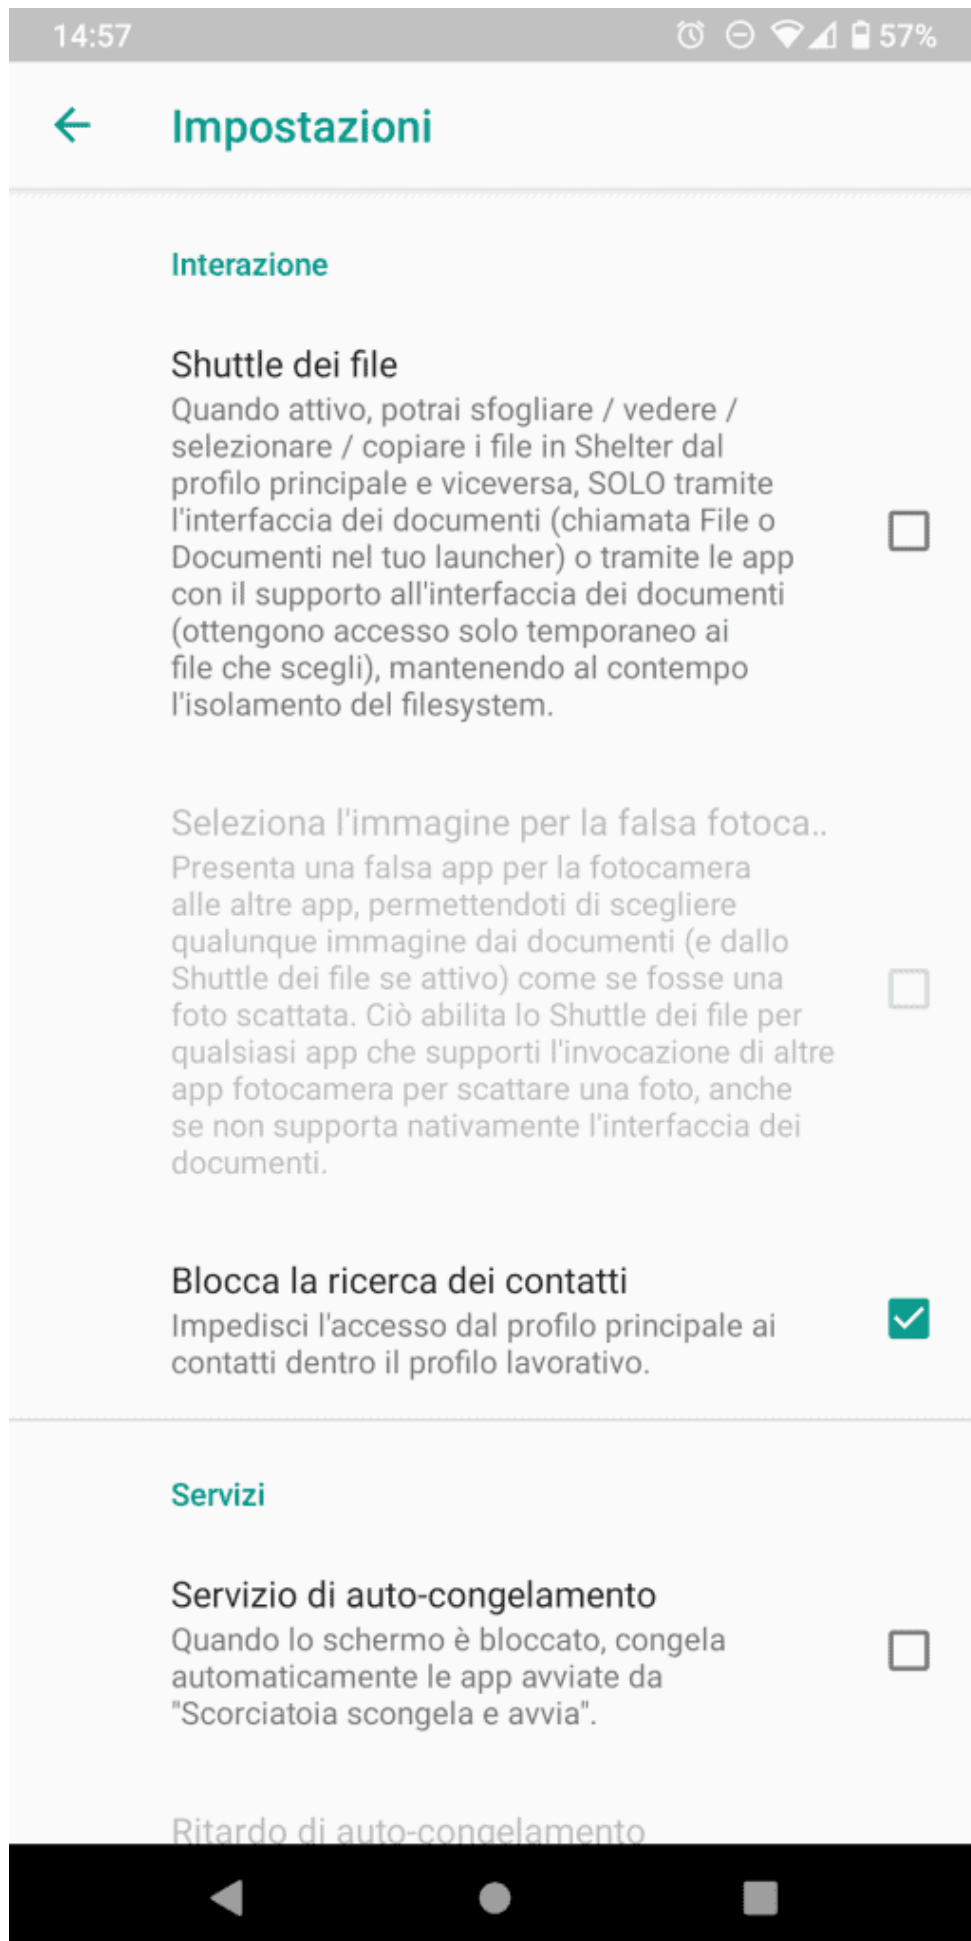 14:57
57%
Impostazioni
Interazione
Shuttle dei file
Quando attivo, potrai sfogliare / vedere /
selezionare / copiare i file in Shelter dal
profilo principale e viceversa, SOLO tramite
l'interfaccia dei documenti (chiamata File o
Documenti nel tuo launcher) o tramite le app
con il supporto all'interfaccia dei documenti
(ottengono accesso solo temporaneo ai
file che scegli), mantenendo al contempo
l'isolamento del filesystem.
Seleziona l'immagine per la falsa fotoca..
Presenta una falsa app per la fotocamera
alle altre app, permettendoti di scegliere
qualunque immagine dai documenti (e dallo
Shuttle dei file se attivo) come se fosse una
foto scattata. Ciò abilita lo Shuttle dei file per
qualsiasi app che supporti l'invocazione di altre
app fotocamera per scattare una foto, anche
se non supporta nativamente l'interfaccia dei
documenti.
Blocca la ricerca dei contatti
Impedisci l'accesso dal profilo principale ai
contatti dentro il profilo lavorativo.
Servizi
Servizio di auto-congelamento
Quando lo schermo è bloccato, congela
automaticamente le app avviate da
"Scorciatoia scongela e avvia".
Ritardo di auto-congelamento